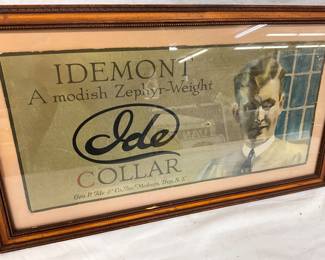 IDEMONT
A modish Zephyr-Weight
Ide
COLLAR
Geo. P. Ide & Co. Inc. Makers, Troy, N.Y.